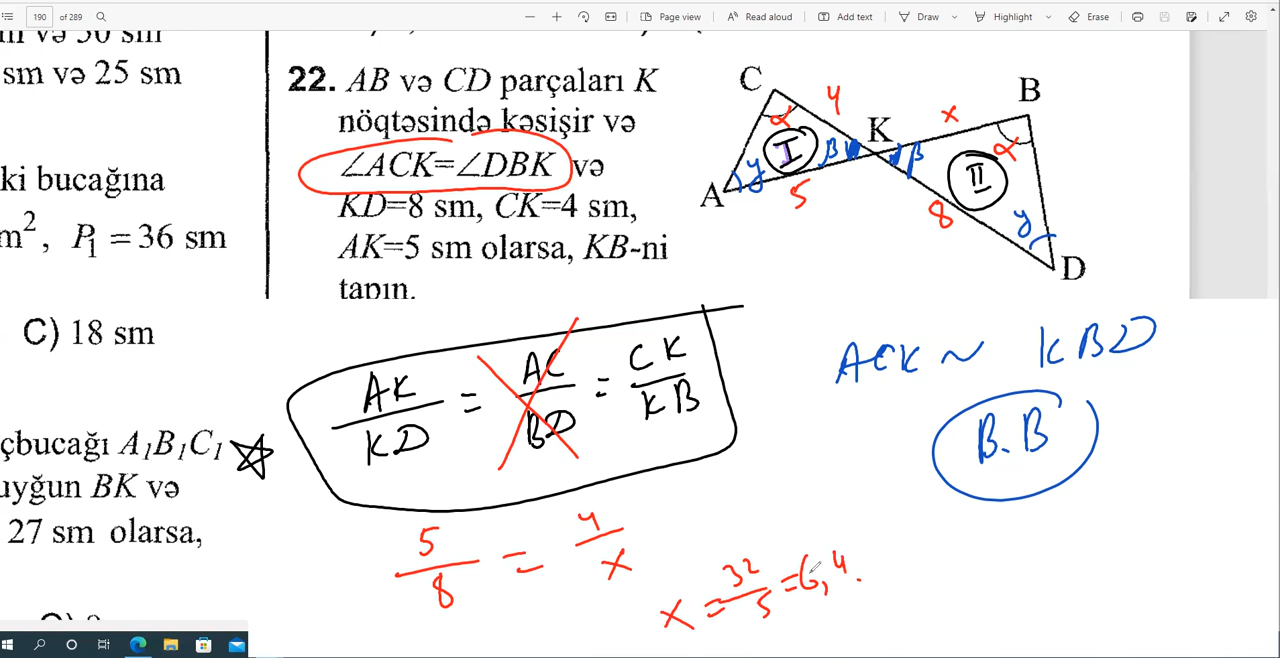 190 of 289
Page view
Read aloud
Add text
Draw
Highlight
Erase
sm və 25 sm
ki bucağına
m², P₁ = 36 sm
C) 18 sm
çbucağı A₁B₁C₁
uyğun BK və
27 sm olarsa,
22. AB və CD parçaları K
nöqtəsində kəsişir və
∠ACK=∠DBK və
KD=8 sm, CK=4 sm,
AK=5 sm olarsa, KB-ni
tapın.
C
4
α
I
β
K
y
A
5
x
B
α
β
II
8
y
D
AK/KD = AC/BD = CK/KB
ACK ~ KBD
B.B
5/8 = 4/x
x = 32/5 = 6,4.